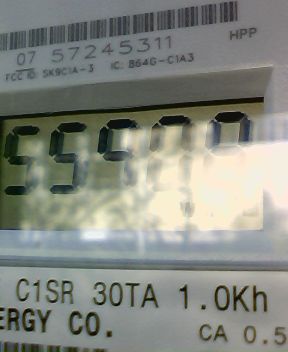 07 57245311
HPP
FCC ID: SK9C1A-3 IC: 864G-C1A3
C1SR 30TA 1.0Kh
ERGY CO.
CA 0.5